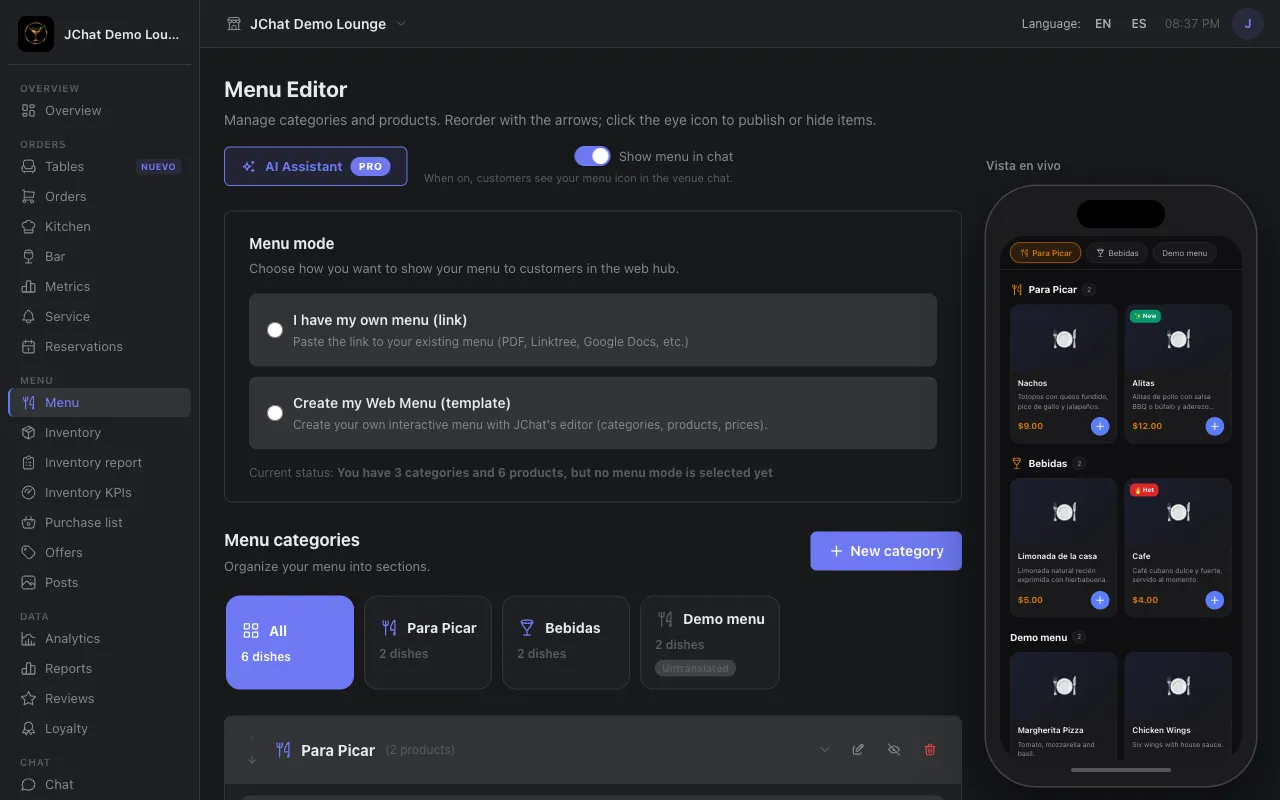 JChat Demo Lou...
OVERVIEW
Overview
ORDERS
Tables
NUEVO
Orders
Kitchen
Bar
Metrics
Service
Reservations
MENU
Menu
Inventory
Inventory report
Inventory KPIs
Purchase list
Offers
Posts
DATA
Analytics
Reports
Reviews
Loyalty
CHAT
Chat
JChat Demo Lounge
Language:
EN
ES
08:37 PM
J
Menu Editor
Manage categories and products. Reorder with the arrows; click the eye icon to publish or hide items.
AI Assistant
PRO
Show menu in chat
When on, customers see your menu icon in the venue chat.
Menu mode
Choose how you want to show your menu to customers in the web hub.
I have my own menu (link)
Paste the link to your existing menu (PDF, Linktree, Google Docs, etc.)
Create my Web Menu (template)
Create your own interactive menu with JChat's editor (categories, products, prices).
Current status: You have 3 categories and 6 products, but no menu mode is selected yet
Menu categories
Organize your menu into sections.
New category
All
6 dishes
Para Picar
2 dishes
Bebidas
2 dishes
Demo menu
2 dishes
Untranslated
Para Picar
(2 products)
Vista en vivo
Para Picar
Bebidas
Demo menu
Para Picar
2
Nachos
Totopos con queso fundido,
pico de gallo y jalapeños.
$9.00
New
Alitas
Alitas de pollo con salsa
BBQ o búfalo y aderezo...
$12.00
Bebidas
2
Limonada de la casa
Limonada natural recién
exprimida con hierbabuena.
$5.00
Hot
Cafe
Café cubano dulce y fuerte,
servido al momento.
$4.00
Demo menu
2
Margherita Pizza
Tomato, mozzarella and
basil.
Chicken Wings
Six wings with house sauce.